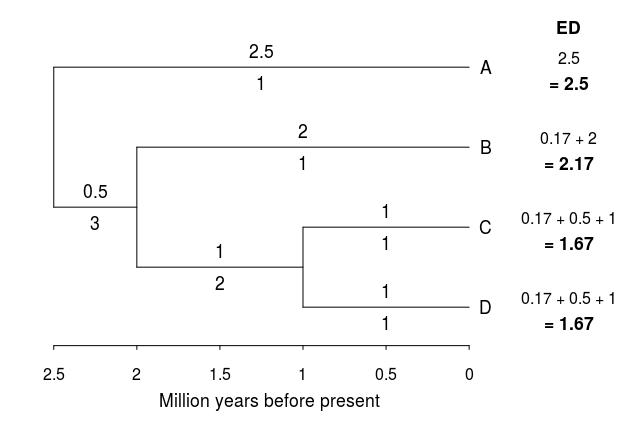 ED
2.5
2.5
1
A
= 2.5
2
0.17 + 2
1
B
= 2.17
0.5
3
1
0.17 + 0.5 + 1
C
1
= 1.67
1
2
1
0.17 + 0.5 + 1
D
1
= 1.67
2.5 2 1.5 1 0.5 0
Million years before present